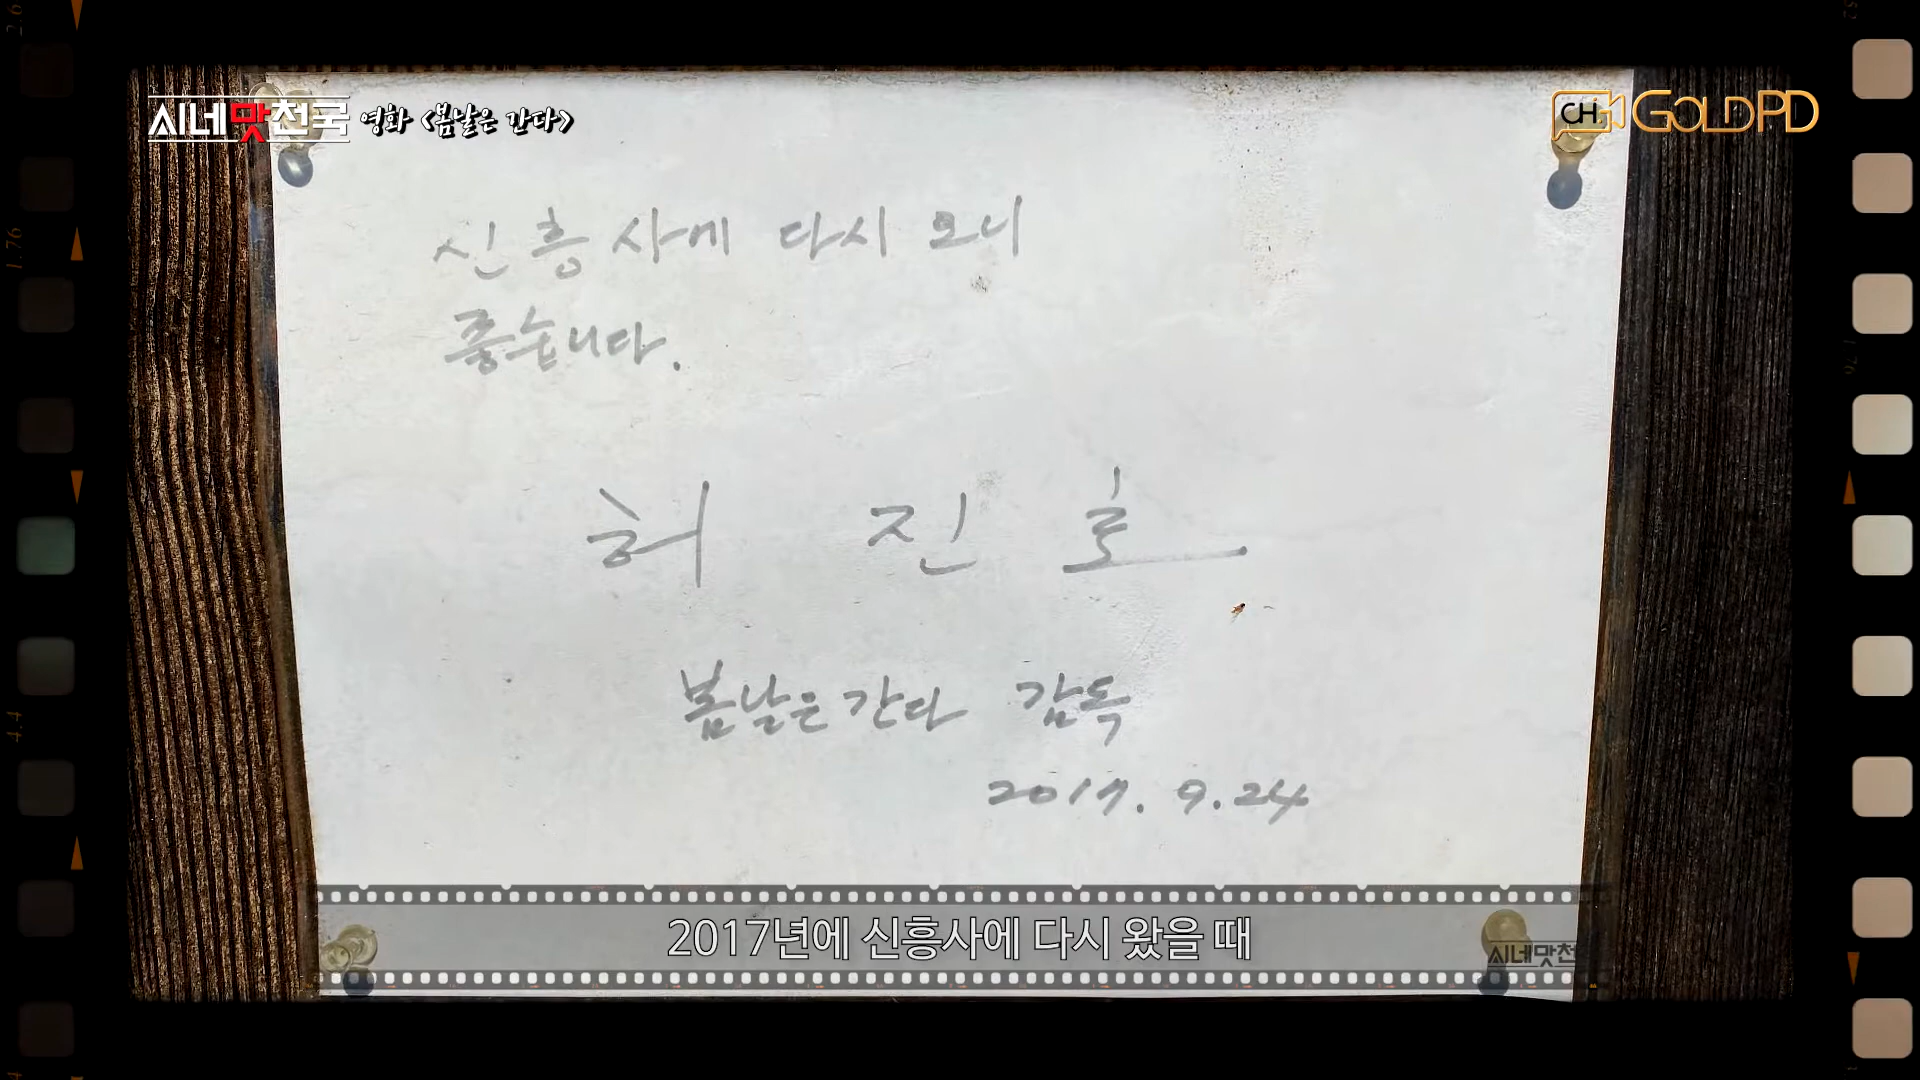 시네맛천국 영화 <봄날은 간다>
CH. GOLDPD
신흥사에 다시 오니
좋습니다.
허 진 호
봄날은 간다 감독
2017. 9. 24
2017년에 신흥사에 다시 왔을 때
시네맛천